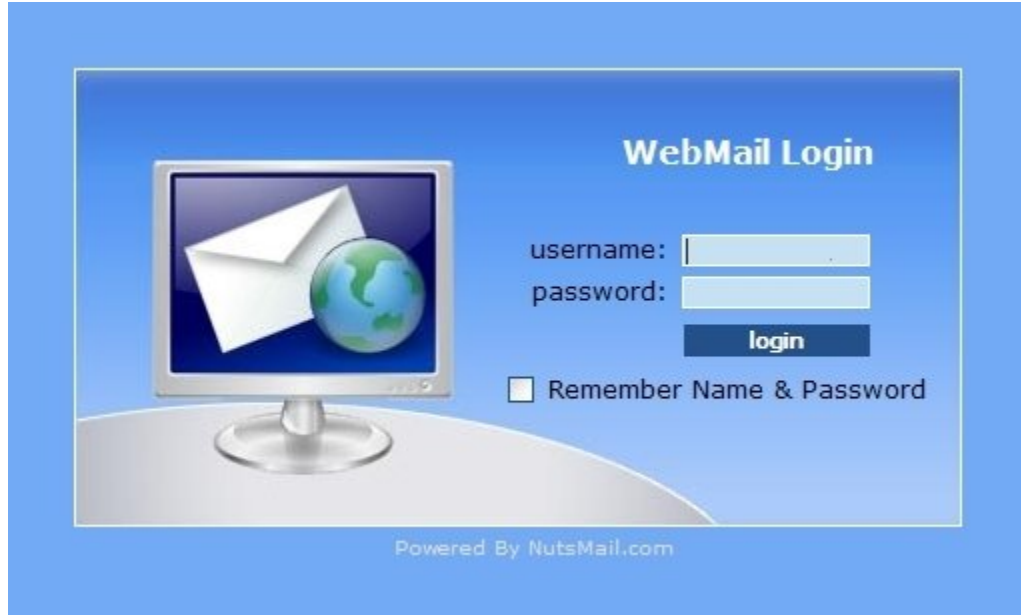 WebMail Login
username:
password:
login
Remember Name & Password
Powered By NutsMail.com